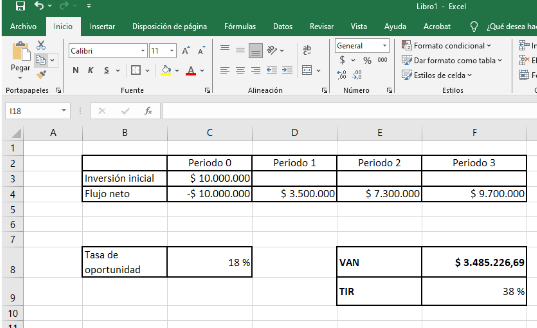 Libro1 - Excel
Archivo Inicio Insertar Disposición de página Fórmulas Datos Revisar Vista Ayuda Acrobat ¿Qué desea ha
Pegar
Calibri 11 A A
N K S A
ab
General
$ % 000
Formato condicional
Dar formato como tabla
Estilos de celda
In
El
F
Portapapeles Fuente Alineación Número Estilos
I18 fx
A B C D E F
1
2 Periodo 0 Periodo 1 Periodo 2 Periodo 3
3 Inversión inicial $ 10.000.000
4 Flujo neto -$ 10.000.000 $ 3.500.000 $ 7.300.000 $ 9.700.000
5
6
7
8 Tasa de oportunidad 18 % VAN $ 3.485.226,69
9 TIR 38 %
10
11